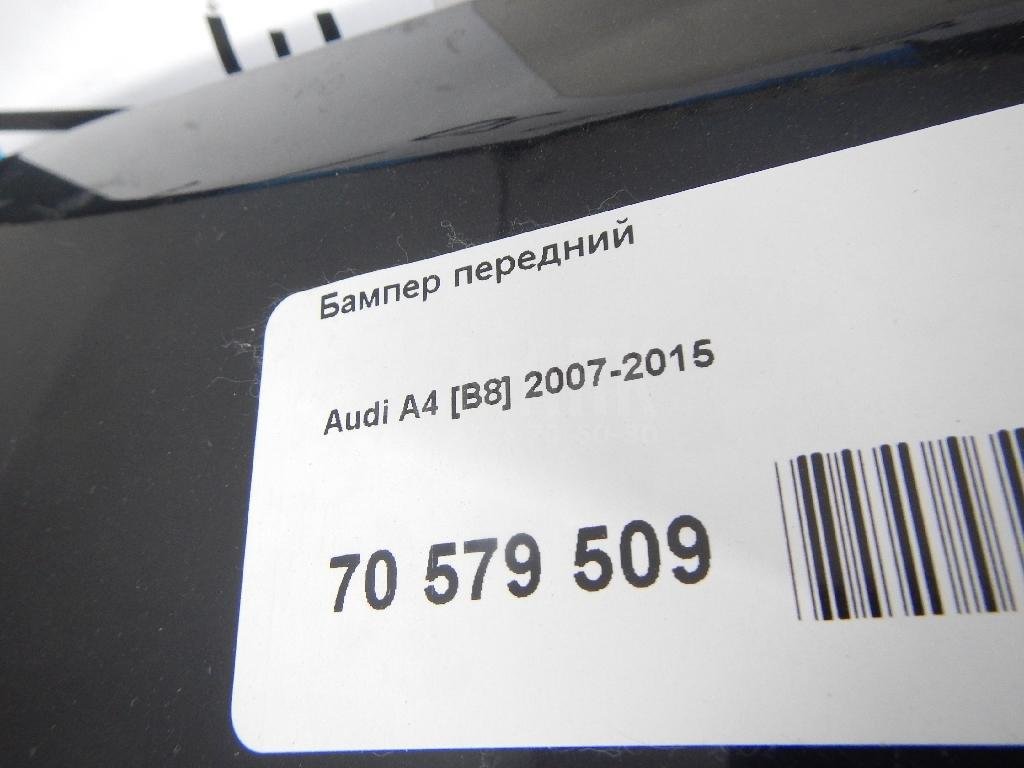 Бампер передний
Audi A4 [B8] 2007-2015
70 579 509